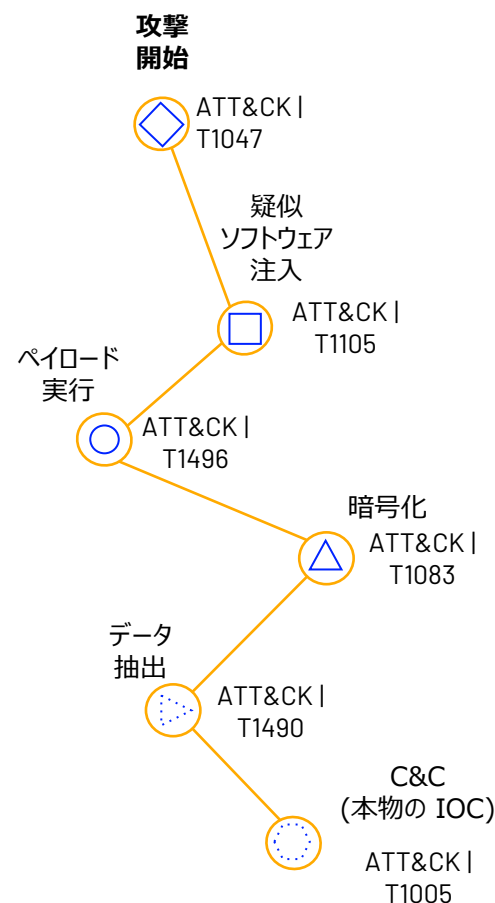 攻撃
開始
ATT&CK |
T1047
疑似
ソフトウェア
注入
ATT&CK |
T1105
ペイロード
実行
ATT&CK |
T1496
暗号化
ATT&CK |
T1083
データ
抽出
ATT&CK |
T1490
C&C
(本物の IOC)
ATT&CK |
T1005